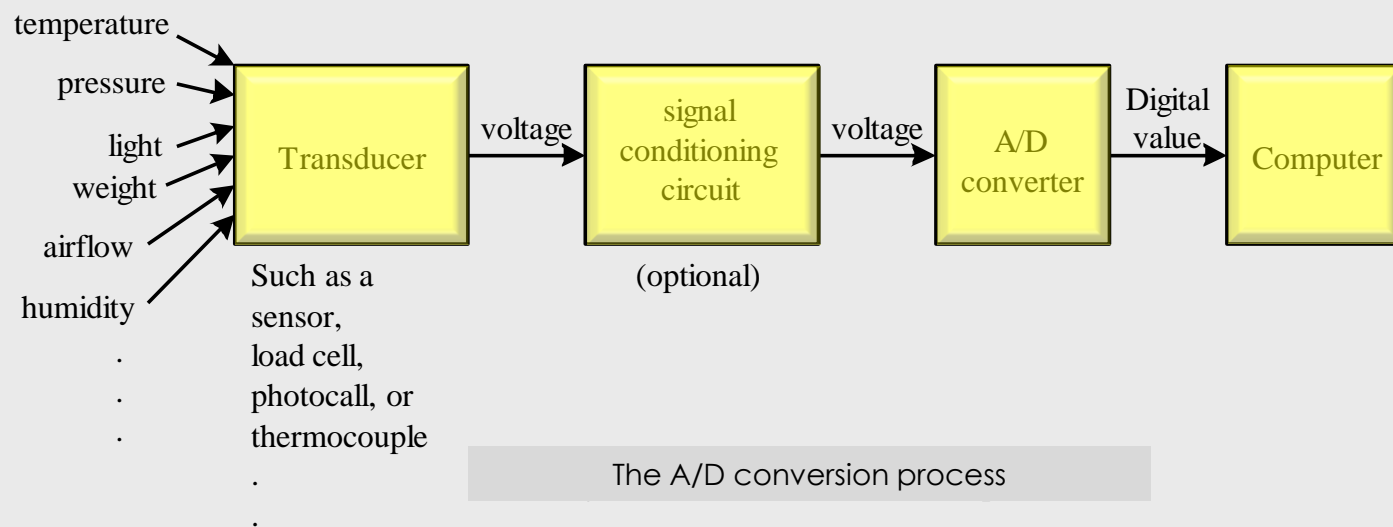 temperature
pressure
light
weight
airflow
humidity
.
.
.
Transducer
Such as a
sensor,
load cell,
photocall, or
thermocouple
.
.
voltage
signal
conditioning
circuit
(optional)
voltage
A/D
converter
Digital
value
Computer
The A/D conversion process